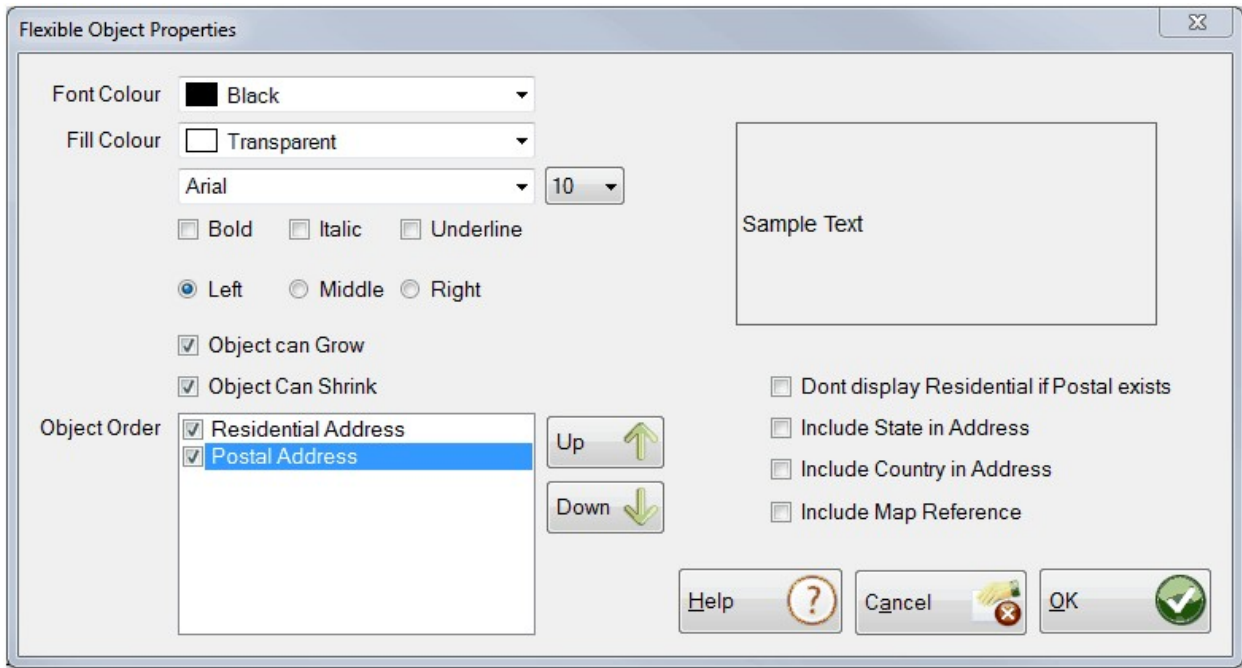 Flexible Object Properties
Font Colour Black
Fill Colour Transparent
Arial 10
Bold Italic Underline
Sample Text
Left Middle Right
Object can Grow
Object Can Shrink
Dont display Residential if Postal exists
Object Order Residential Address
Include State in Address
Postal Address
Up
Include Country in Address
Down
Include Map Reference
Help Cancel OK